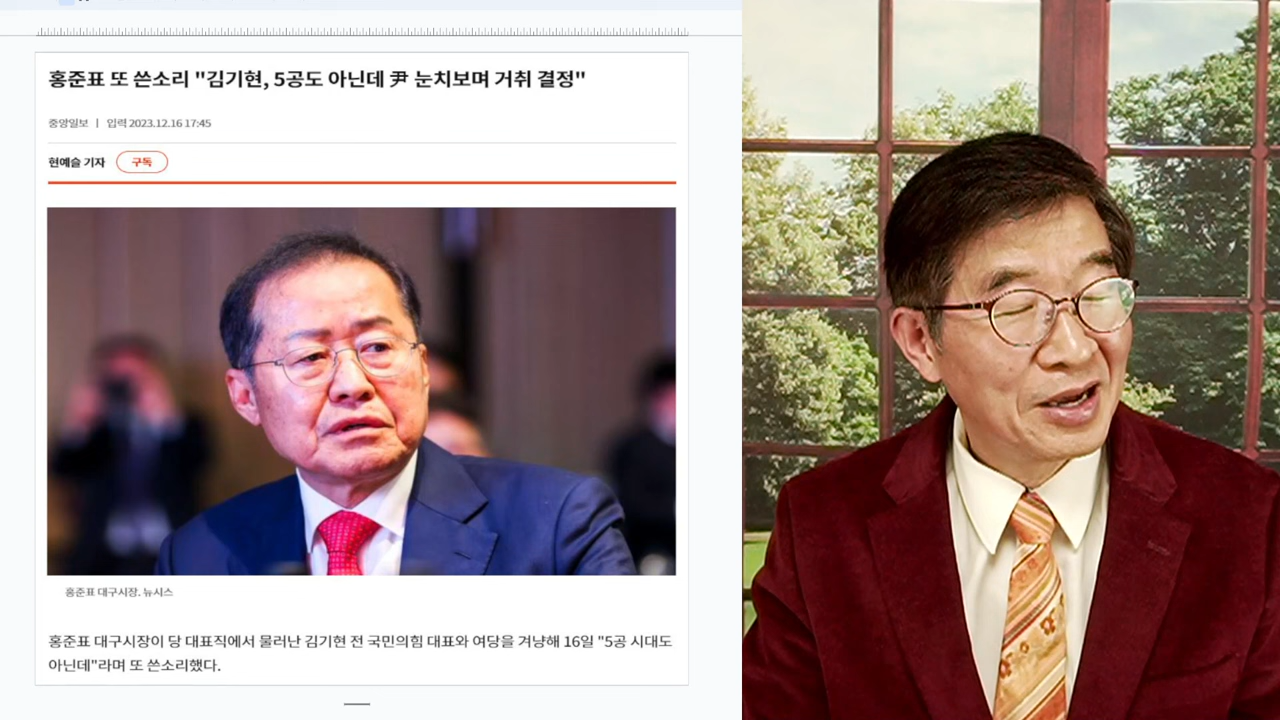 홍준표 또 쓴소리 "김기현, 5공도 아닌데 尹 눈치보며 거취 결정"
중앙일보 | 입력 2023.12.16 17:45
현예슬 기자 구독
홍준표 대구시장. 뉴시스
홍준표 대구시장이 당 대표직에서 물러난 김기현 전 국민의힘 대표와 여당을 겨냥해 16일 "5공 시대도
아닌데"라며 또 쓴소리했다.